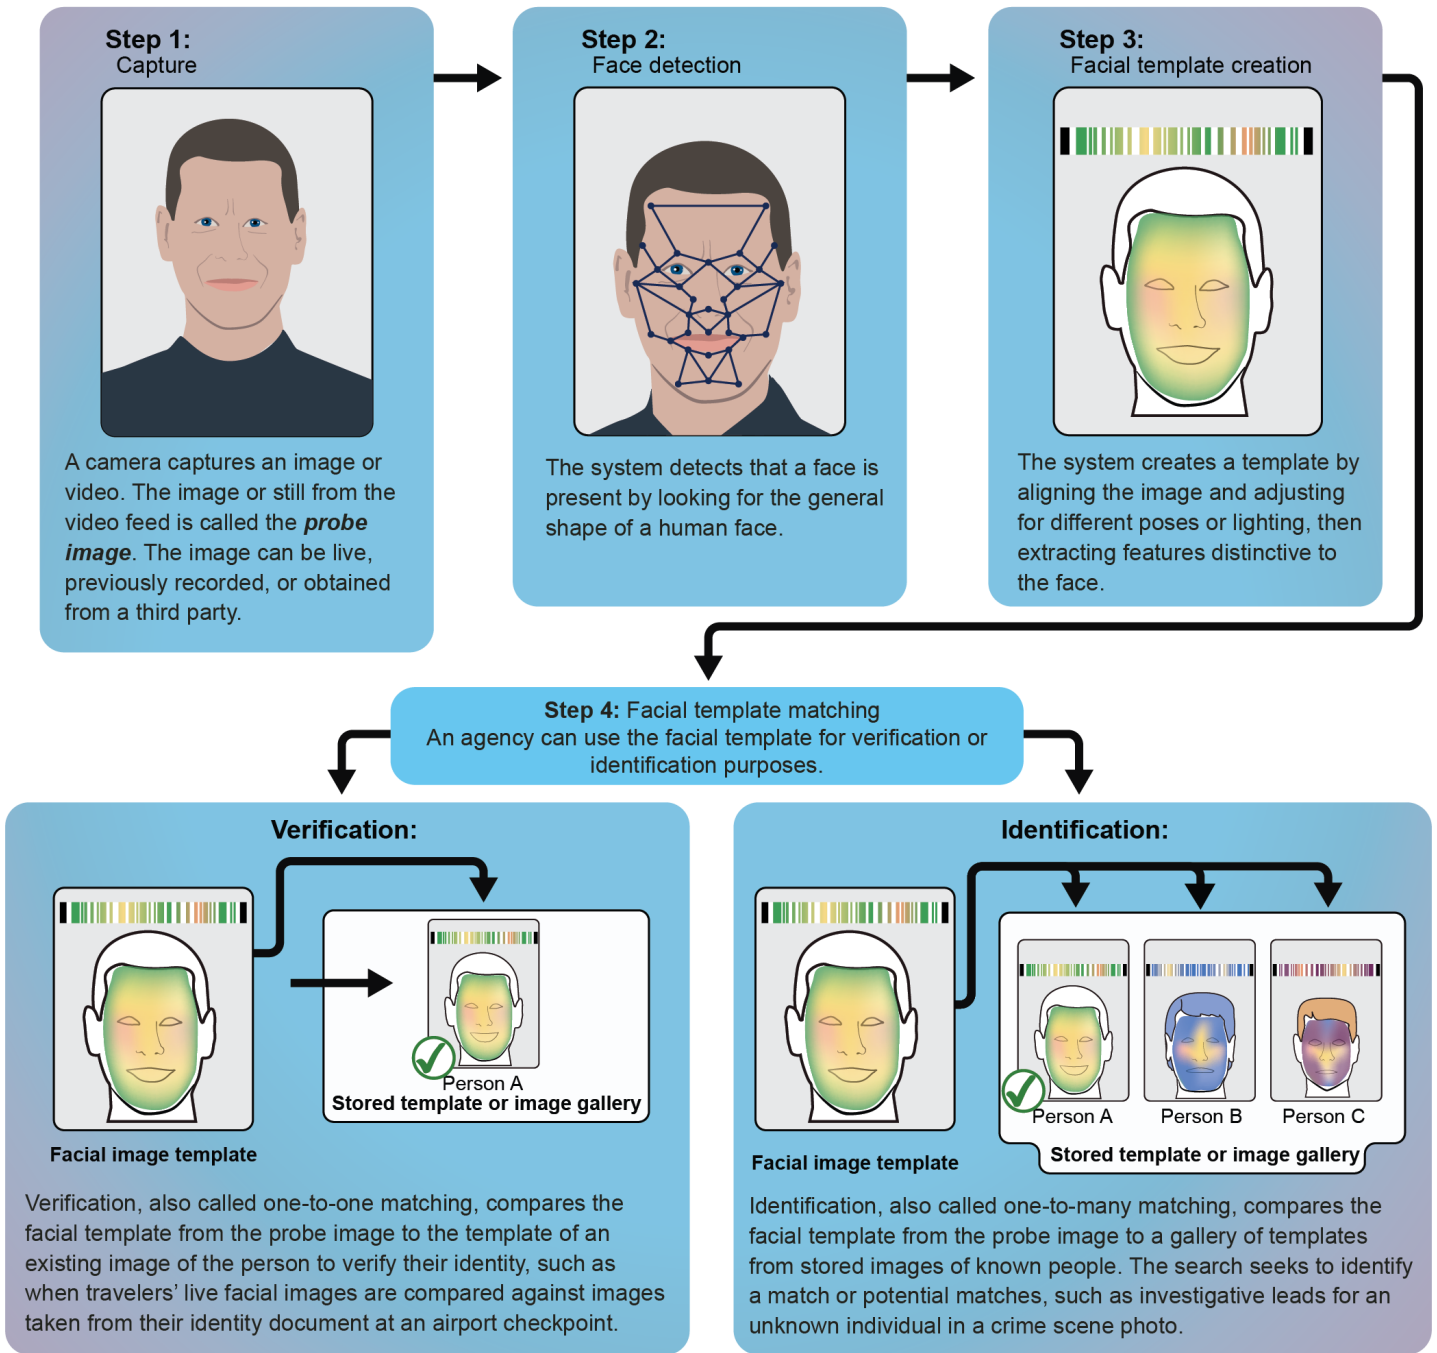 Step 1:
Capture
A camera captures an image or
video. The image or still from the
video feed is called the probe
image. The image can be live,
previously recorded, or obtained
from a third party.
Step 2:
Face detection
The system detects that a face is
present by looking for the general
shape of a human face.
Step 3:
Facial template creation
The system creates a template by
aligning the image and adjusting
for different poses or lighting, then
extracting features distinctive to
the face.
Step 4: Facial template matching
An agency can use the facial template for verification or
identification purposes.
Verification:
Person A
Stored template or image gallery
Facial image template
Verification, also called one-to-one matching, compares the
facial template from the probe image to the template of an
existing image of the person to verify their identity, such as
when travelers’ live facial images are compared against images
taken from their identity document at an airport checkpoint.
Identification:
Person A
Person B
Person C
Stored template or image gallery
Facial image template
Identification, also called one-to-many matching, compares the
facial template from the probe image to a gallery of templates
from stored images of known people. The search seeks to identify
a match or potential matches, such as investigative leads for an
unknown individual in a crime scene photo.